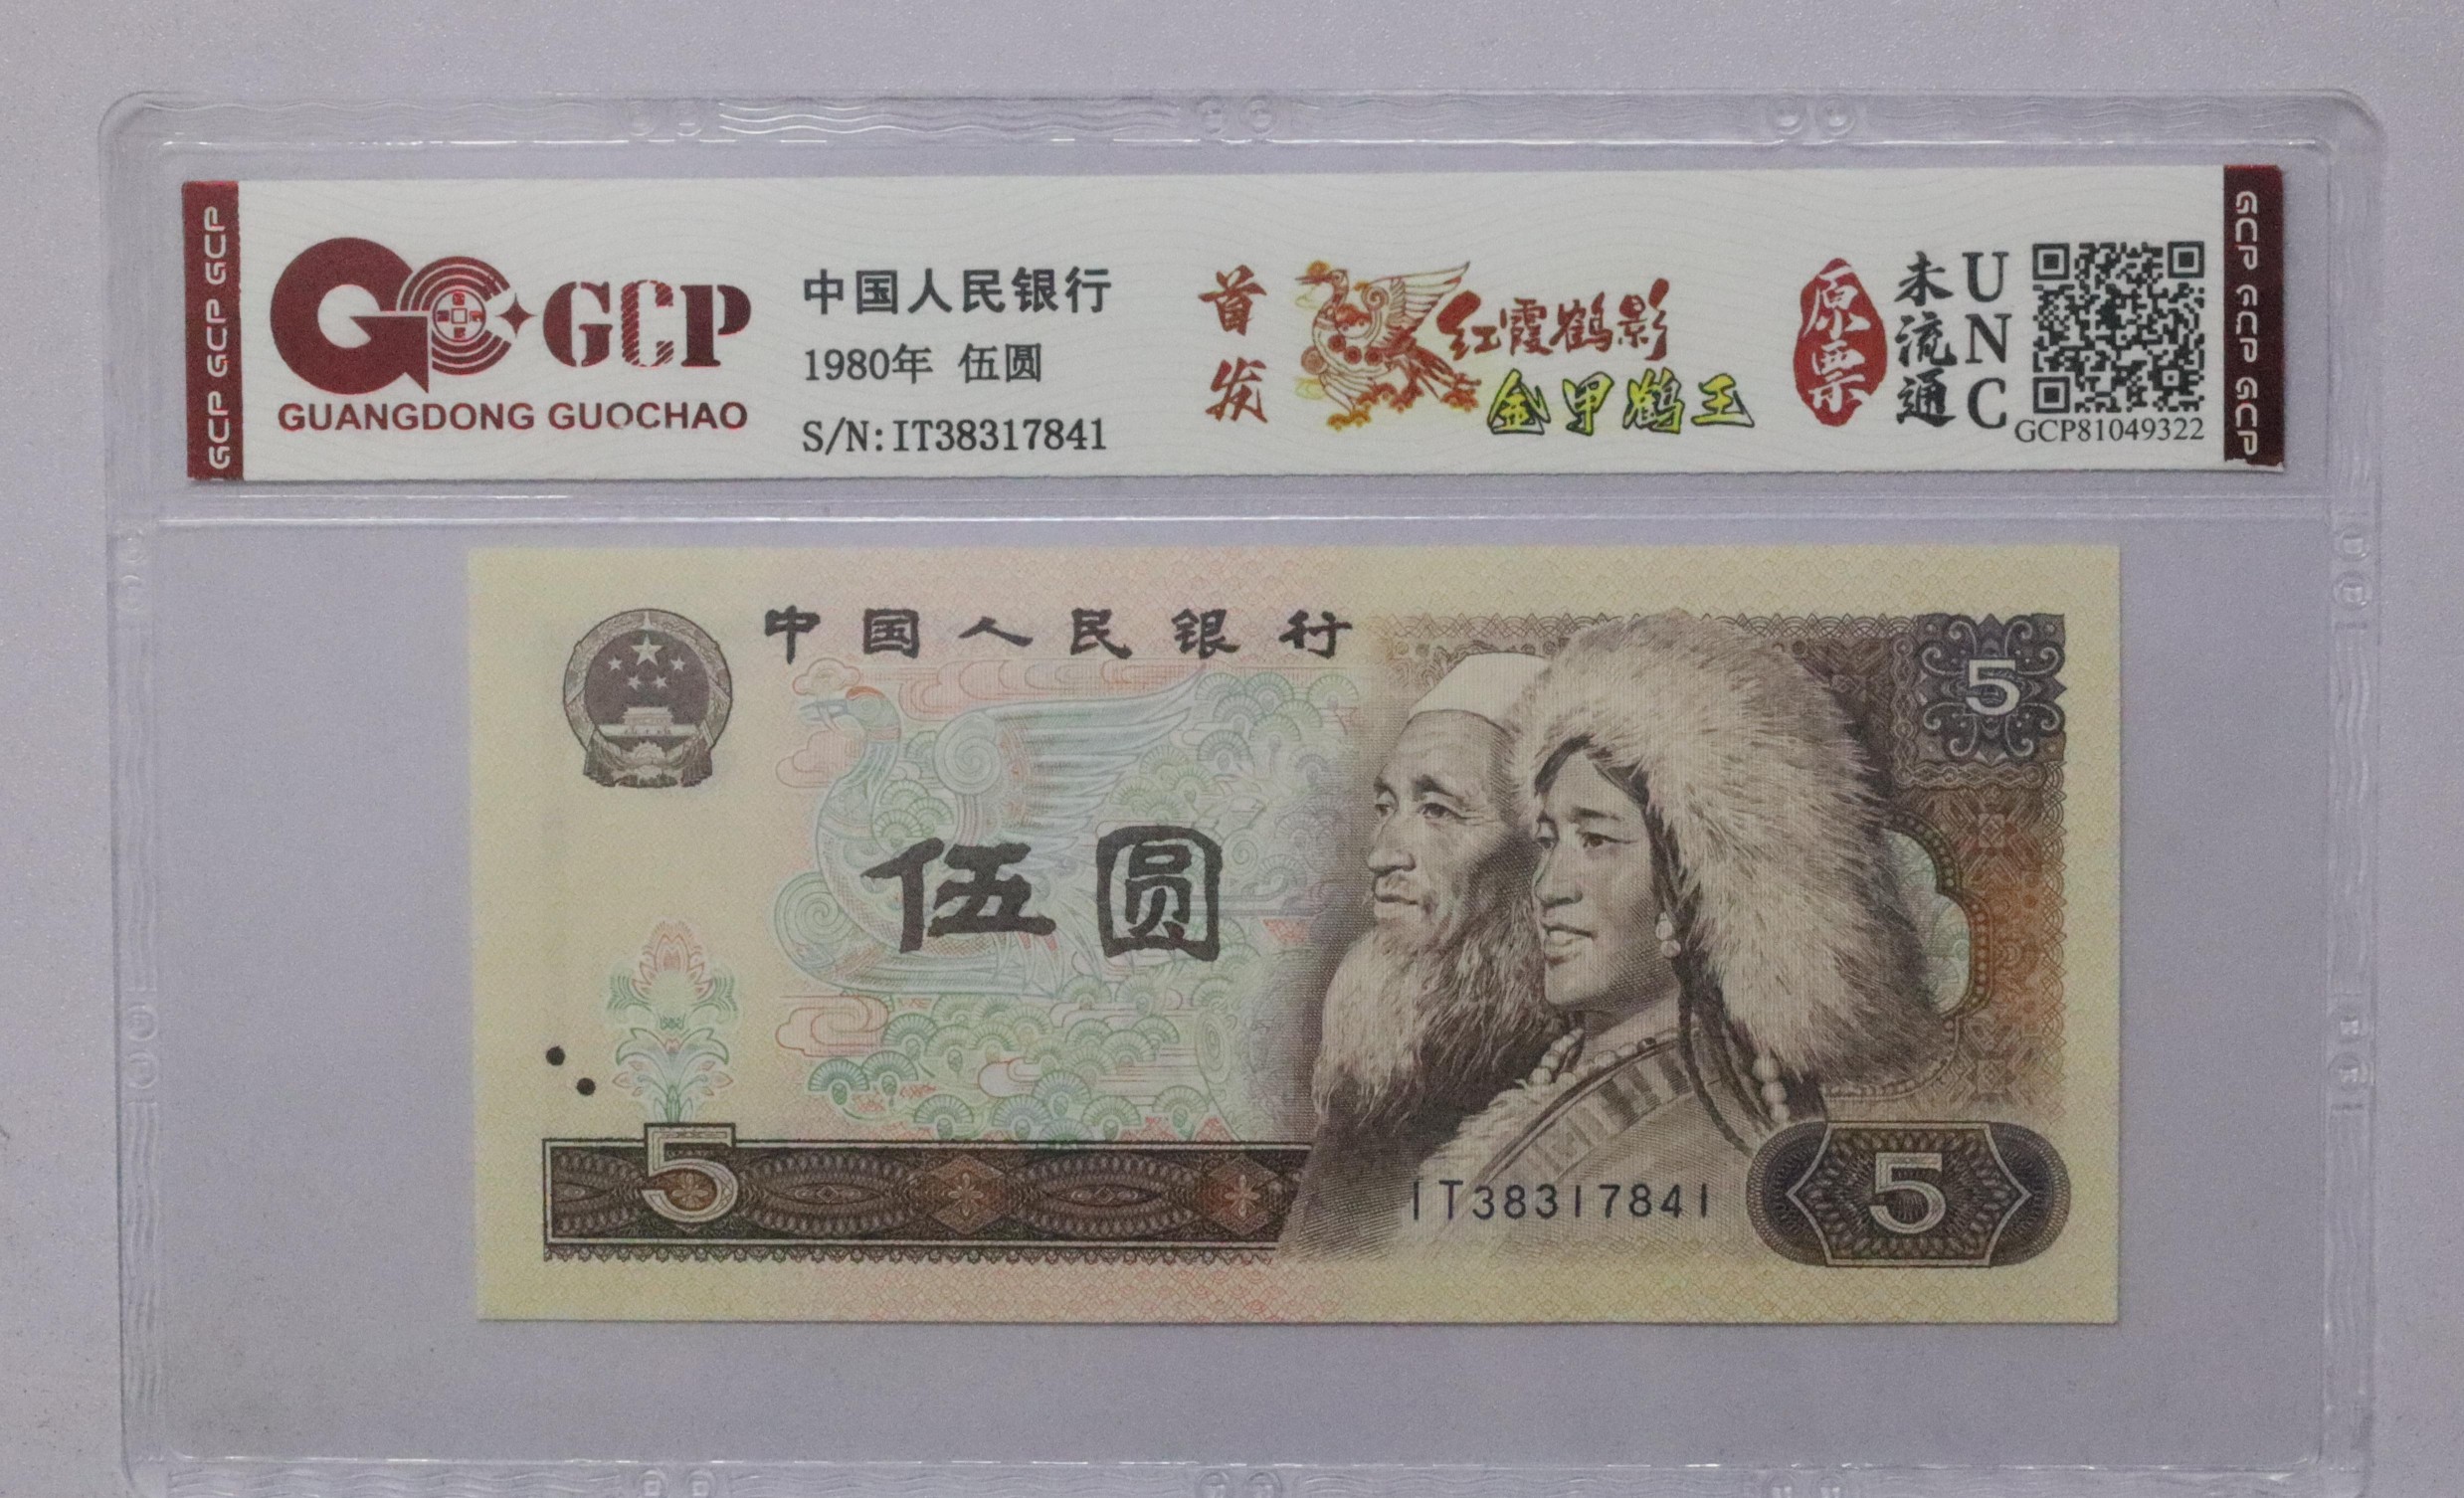 GCP GCP GCP
GCP
GUANGDONG GUOCHAO
中国人民银行
1980年 伍圆
S/N:IT38317841
首发
红霞鹤影
金甲鹤王
原票
未流通
UNC
GCP81049322
GCP GCP GCP
中国人民银行
5
伍圆
5
IT38317841
5